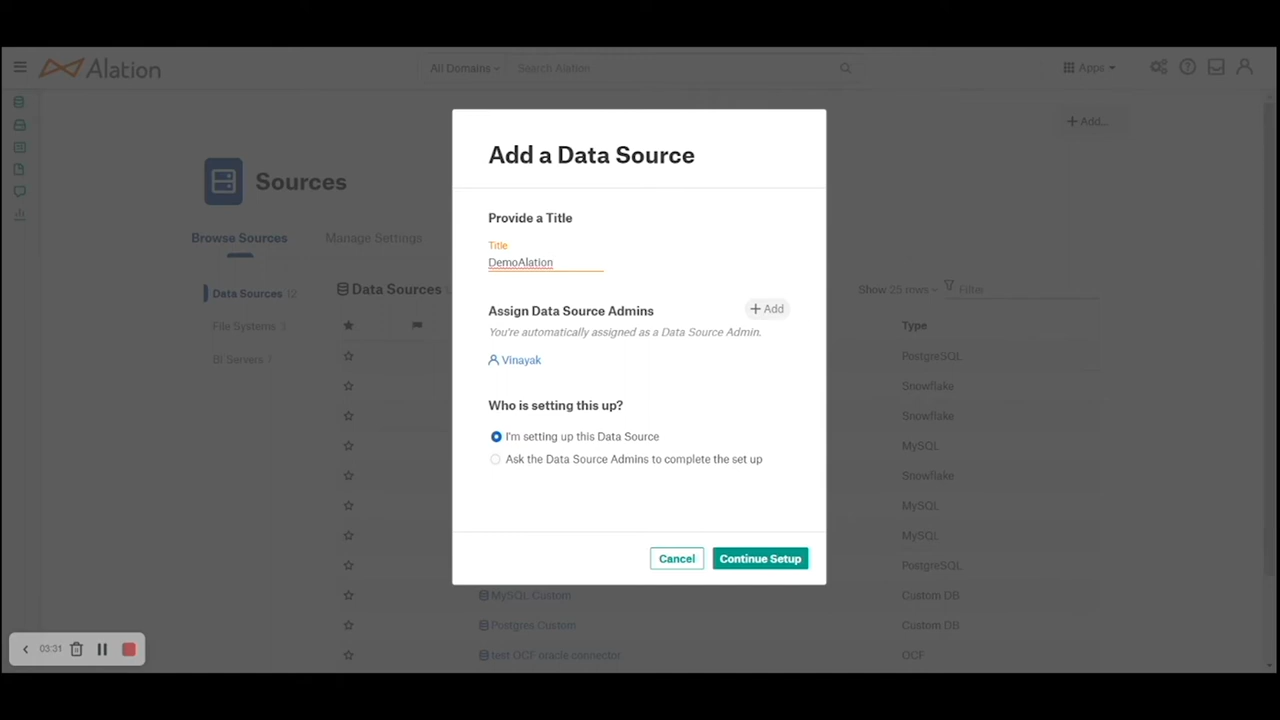 Alation
All Domains
Search Alation
Apps
+ Add...
Sources
Browse Sources
Manage Settings
Data Sources 12
File Systems 3
BI Servers 7
Data Sources
Show 25 rows
Filter
Type
PostgreSQL
Snowflake
Snowflake
MySQL
Snowflake
MySQL
MySQL
PostgreSQL
MySQL Custom
Custom DB
Postgres Custom
Custom DB
test OCF oracle connector
OCF
Add a Data Source
Provide a Title
Title
DemoAlation
Assign Data Source Admins
+ Add
You're automatically assigned as a Data Source Admin.
Vinayak
Who is setting this up?
I'm setting up this Data Source
Ask the Data Source Admins to complete the set up
Cancel
Continue Setup
03:31